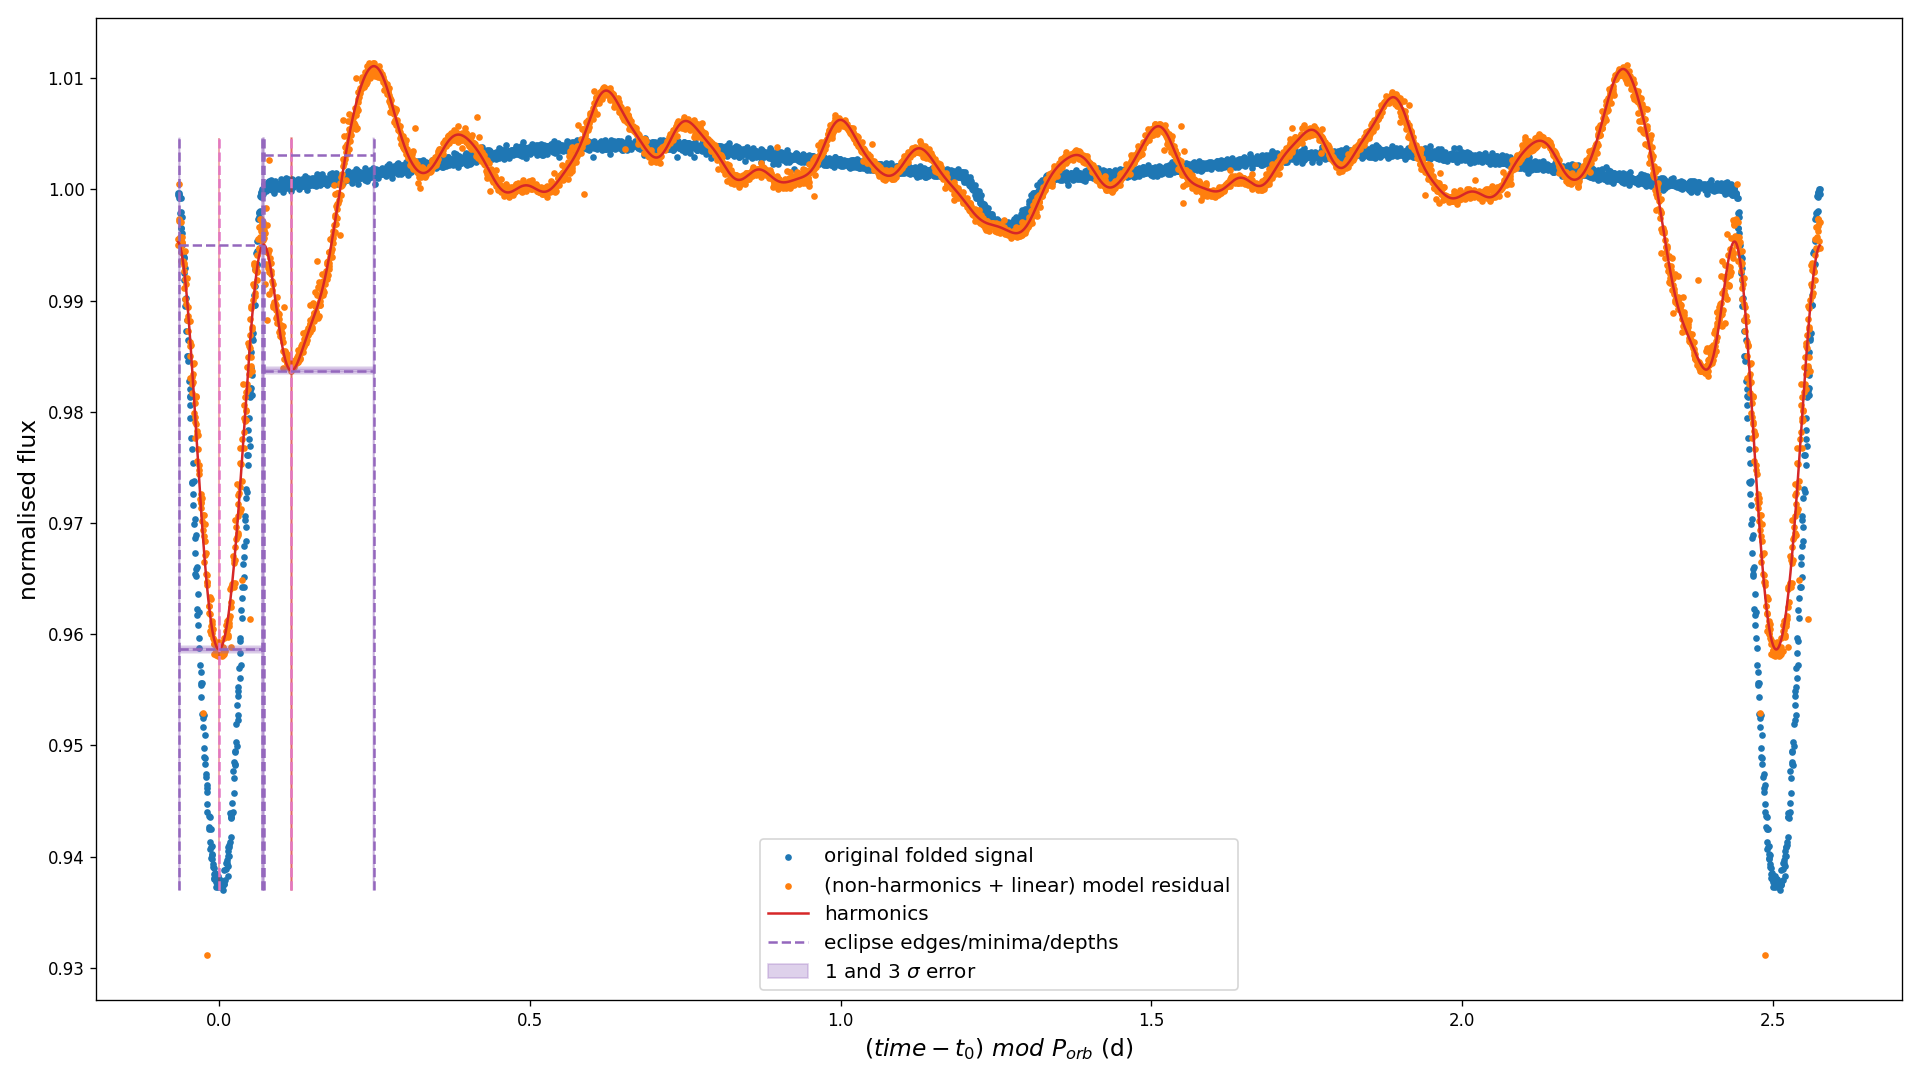 1.01
1.00
0.99
0.98
0.97
0.96
0.95
0.94
0.93
normalised flux
original folded signal
(non-harmonics + linear) model residual
harmonics
eclipse edges/minima/depths
1 and 3 σ error
0.0 0.5 1.0 1.5 2.0 2.5
(time − t₀) mod Pₒᵣb (d)